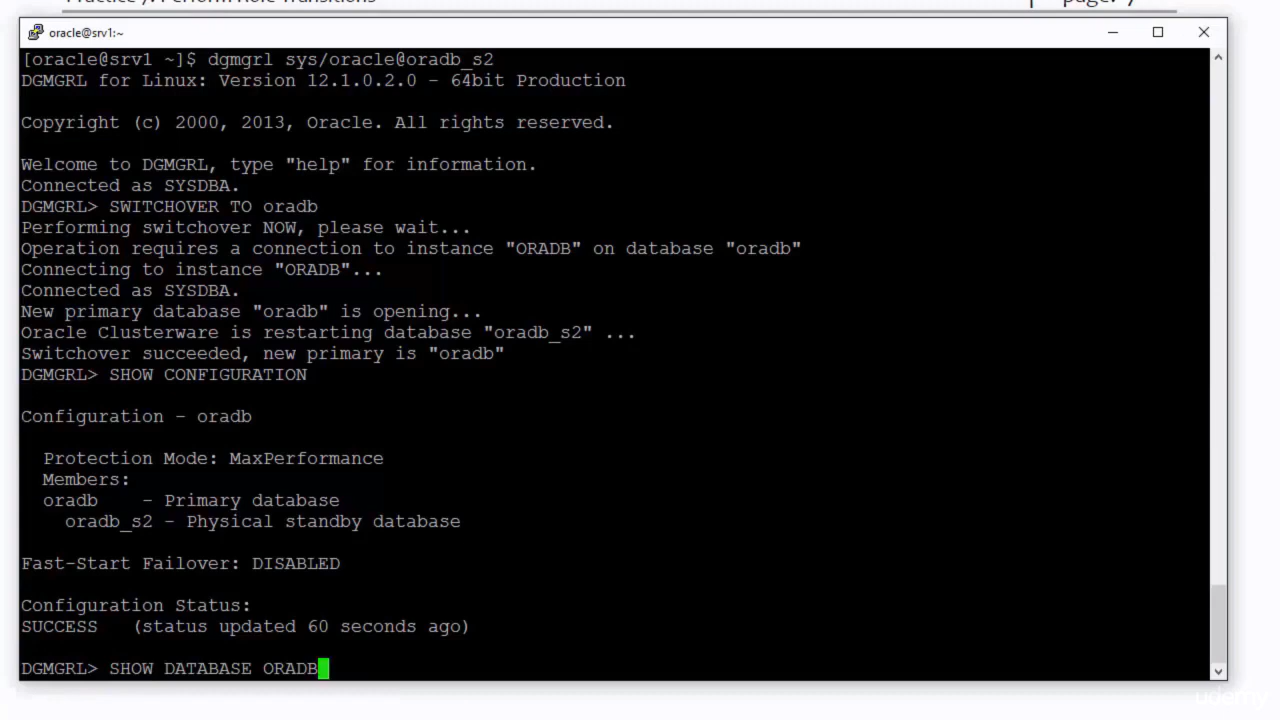 oracle@srv1:~
[oracle@srv1 ~]$ dgmgrl sys/oracle@oradb_s2
DGMGRL for Linux: Version 12.1.0.2.0 - 64bit Production
Copyright (c) 2000, 2013, Oracle. All rights reserved.
Welcome to DGMGRL, type "help" for information.
Connected as SYSDBA.
DGMGRL> SWITCHOVER TO oradb
Performing switchover NOW, please wait...
Operation requires a connection to instance "ORADB" on database "oradb"
Connecting to instance "ORADB"...
Connected as SYSDBA.
New primary database "oradb" is opening...
Oracle Clusterware is restarting database "oradb_s2" ...
Switchover succeeded, new primary is "oradb"
DGMGRL> SHOW CONFIGURATION
Configuration - oradb
Protection Mode: MaxPerformance
Members:
oradb    - Primary database
oradb_s2 - Physical standby database
Fast-Start Failover: DISABLED
Configuration Status:
SUCCESS   (status updated 60 seconds ago)
DGMGRL> SHOW DATABASE ORADB
udemy